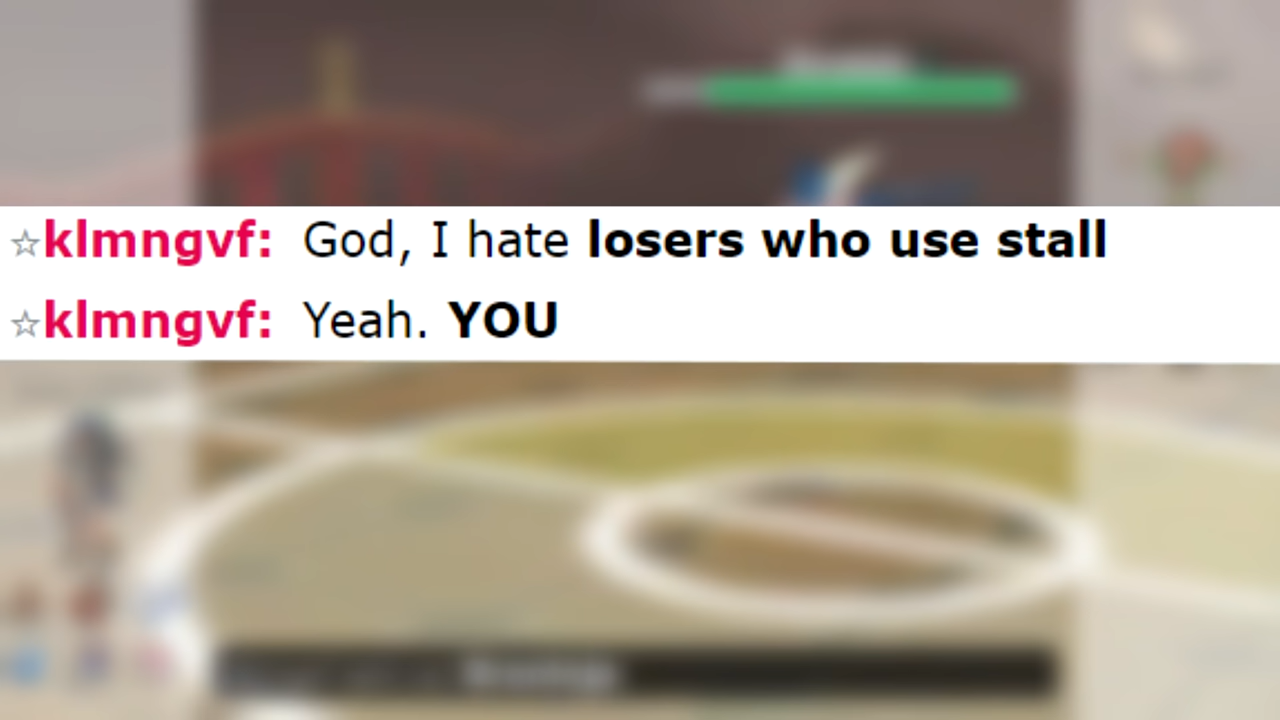 ☆klmngvf: God, I hate losers who use stall
☆klmngvf: Yeah. YOU